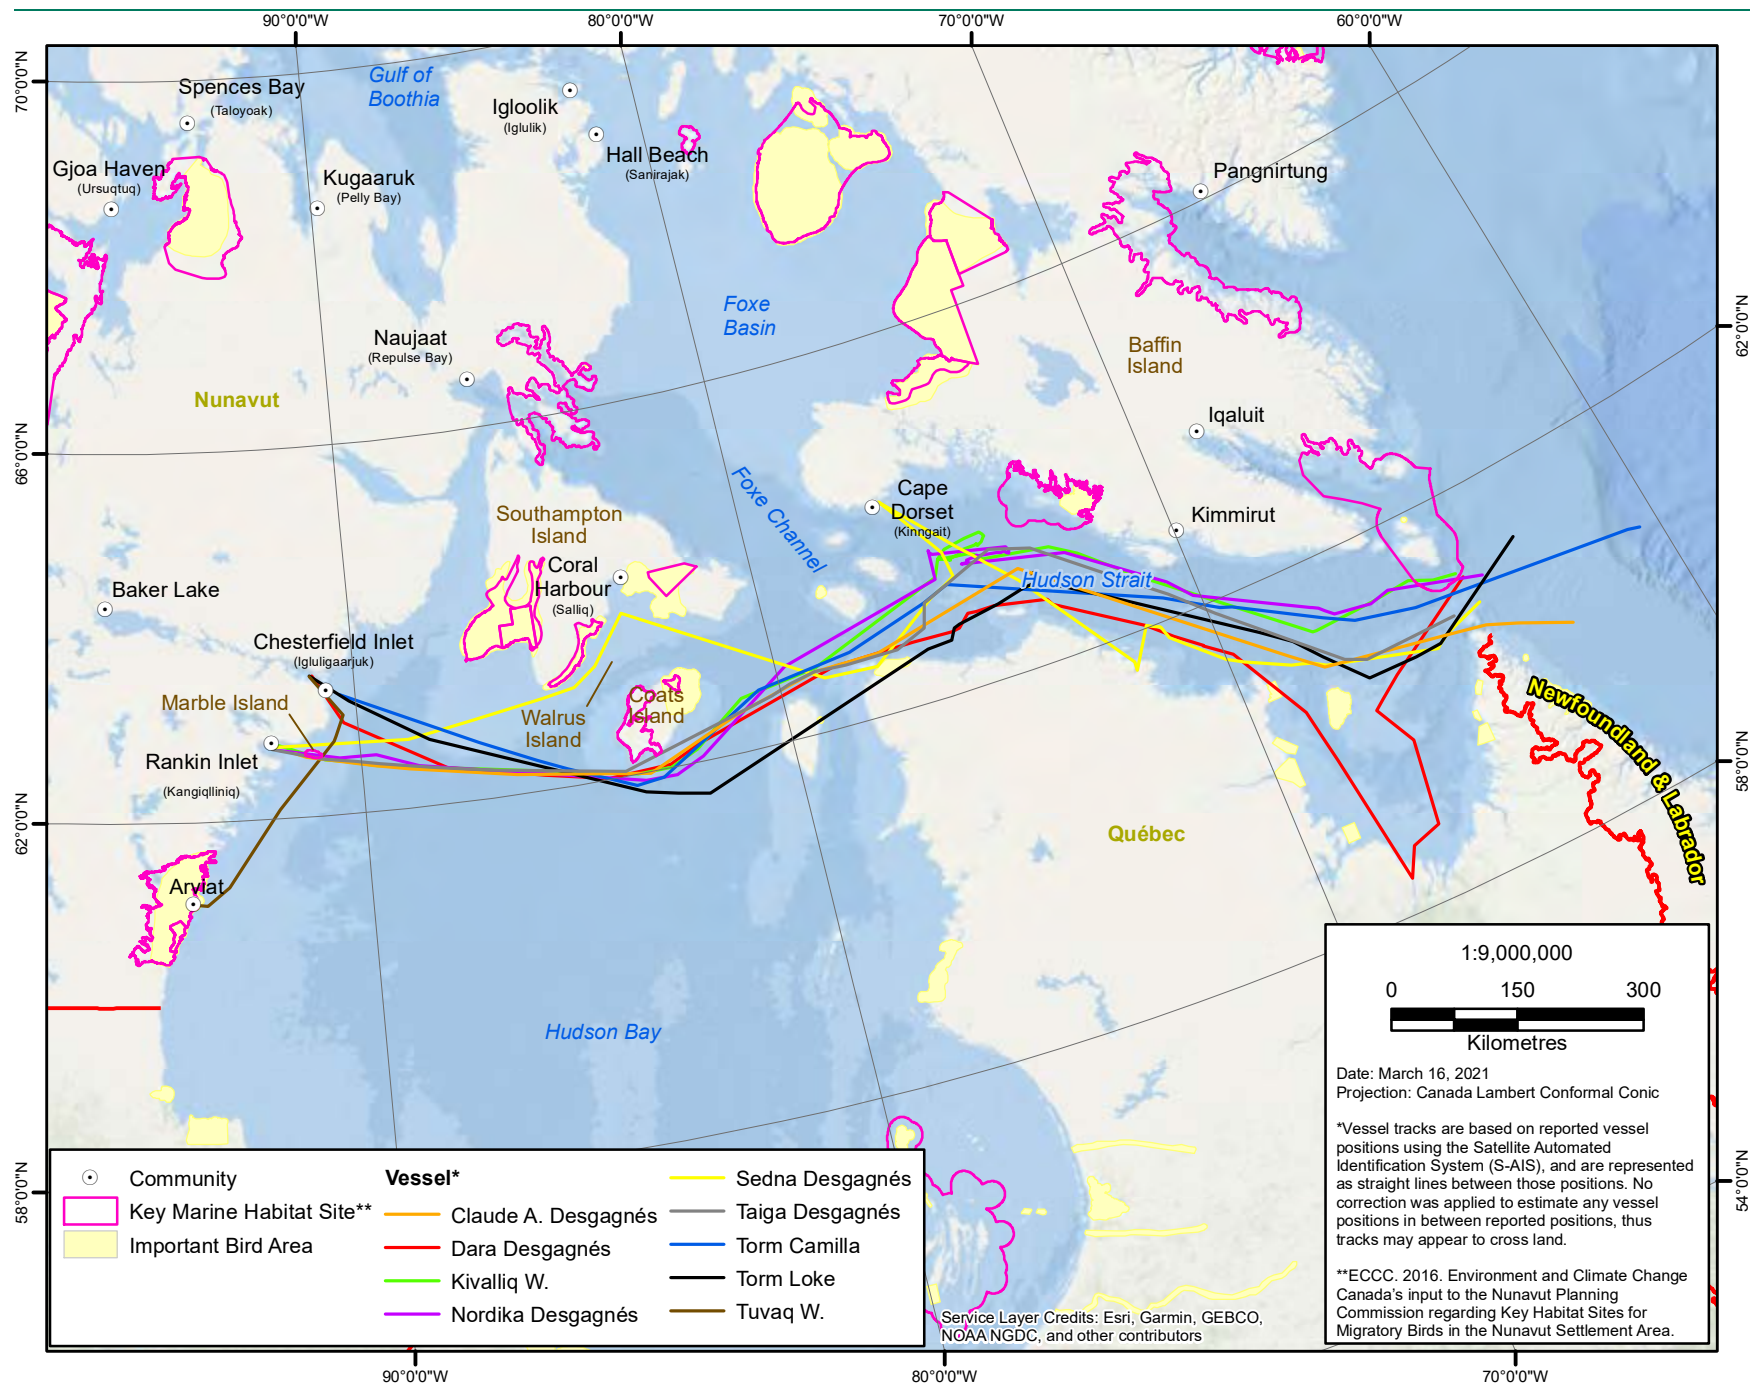 90°0'0"W
80°0'0"W
70°0'0"W
60°0'0"W
70°0'0"N
66°0'0"N
62°0'0"N
58°0'0"N
62°0'0"N
58°0'0"N
54°0'0"N
Spences Bay
(Taloyoak)
Gulf of
Boothia
Igloolik
(Iglulik)
Hall Beach
(Sanirajak)
Gjoa Haven
(Ursuqtuq)
Kugaaruk
(Pelly Bay)
Pangnirtung
Foxe
Basin
Naujaat
(Repulse Bay)
Baffin
Island
Nunavut
Iqaluit
Foxe Channel
Cape
Dorset
(Kinngait)
Kimmirut
Southampton
Island
Coral
Harbour
(Salliq)
Hudson Strait
Baker Lake
Chesterfield Inlet
(Igluligaarjuk)
Marble Island
Walrus
Island
Coats
Island
Rankin Inlet
(Kangiqlliniq)
Newfoundland & Labrador
Québec
Arviat
Hudson Bay
1:9,000,000
0 150 300
Kilometres
Date: March 16, 2021
Projection: Canada Lambert Conformal Conic
*Vessel tracks are based on reported vessel
positions using the Satellite Automated
Identification System (S-AIS), and are represented
as straight lines between those positions. No
correction was applied to estimate any vessel
positions in between reported positions, thus
tracks may appear to cross land.
**ECCC. 2016. Environment and Climate Change
Canada's input to the Nunavut Planning
Commission regarding Key Habitat Sites for
Migratory Birds in the Nunavut Settlement Area.
Community
Key Marine Habitat Site**
Important Bird Area
Vessel*
Claude A. Desgagnés
Dara Desgagnés
Kivalliq W.
Nordika Desgagnés
Sedna Desgagnés
Taiga Desgagnés
Torm Camilla
Torm Loke
Tuvaq W.
Service Layer Credits: Esri, Garmin, GEBCO,
NOAA NGDC, and other contributors
90°0'0"W
80°0'0"W
70°0'0"W